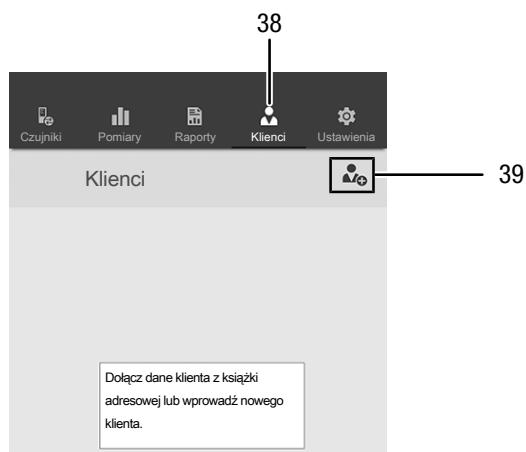 38
Czujniki Pomiary Raporty Klienci Ustawienia
Klienci
39
Dołącz dane klienta z książki
adresowej lub wprowadź nowego
klienta.